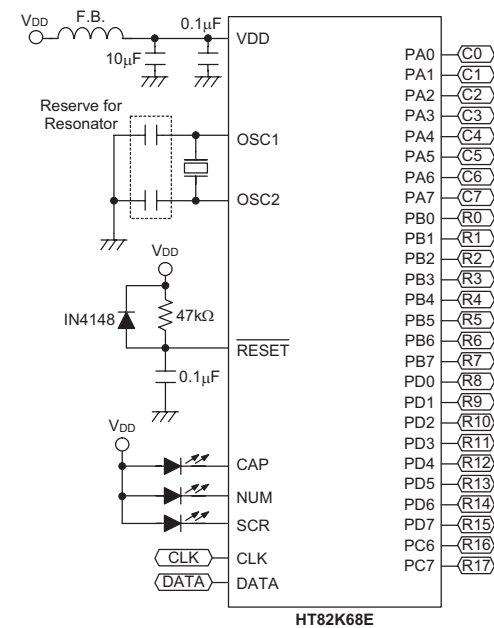 VDD F.B. 0.1μF
10μF
VDD
Reserve for
Resonator
OSC1
OSC2
VDD
IN4148
47kΩ
RESET
0.1μF
VDD
CAP
NUM
SCR
CLK CLK
DATA DATA
PA0 C0
PA1 C1
PA2 C2
PA3 C3
PA4 C4
PA5 C5
PA6 C6
PA7 C7
PB0 R0
PB1 R1
PB2 R2
PB3 R3
PB4 R4
PB5 R5
PB6 R6
PB7 R7
PD0 R8
PD1 R9
PD2 R10
PD3 R11
PD4 R12
PD5 R13
PD6 R14
PD7 R15
PC6 R16
PC7 R17
HT82K68E